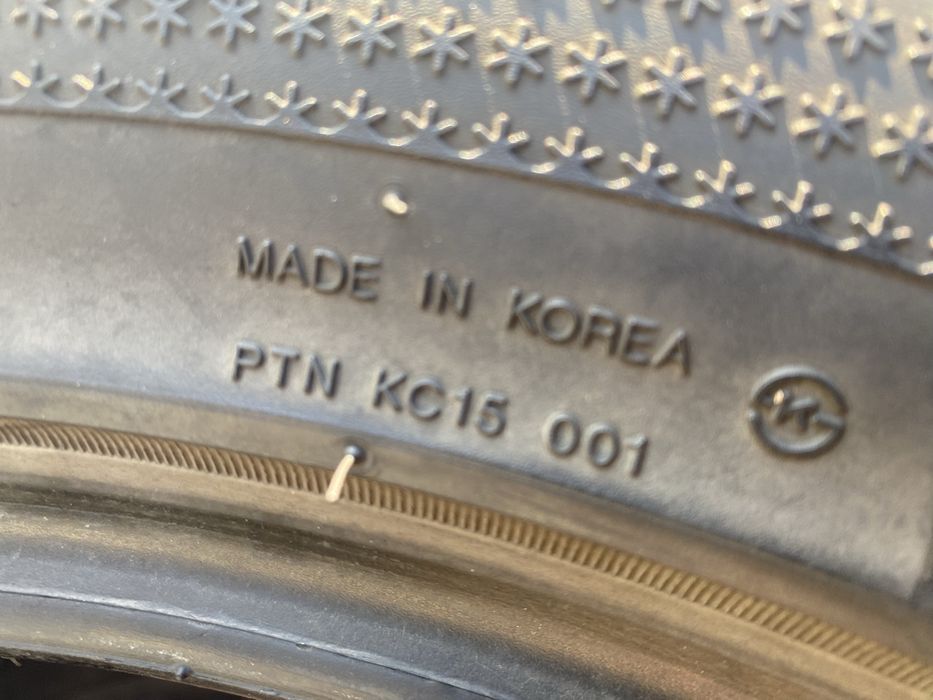 MADE IN KOREA
PTN KC15 001
K